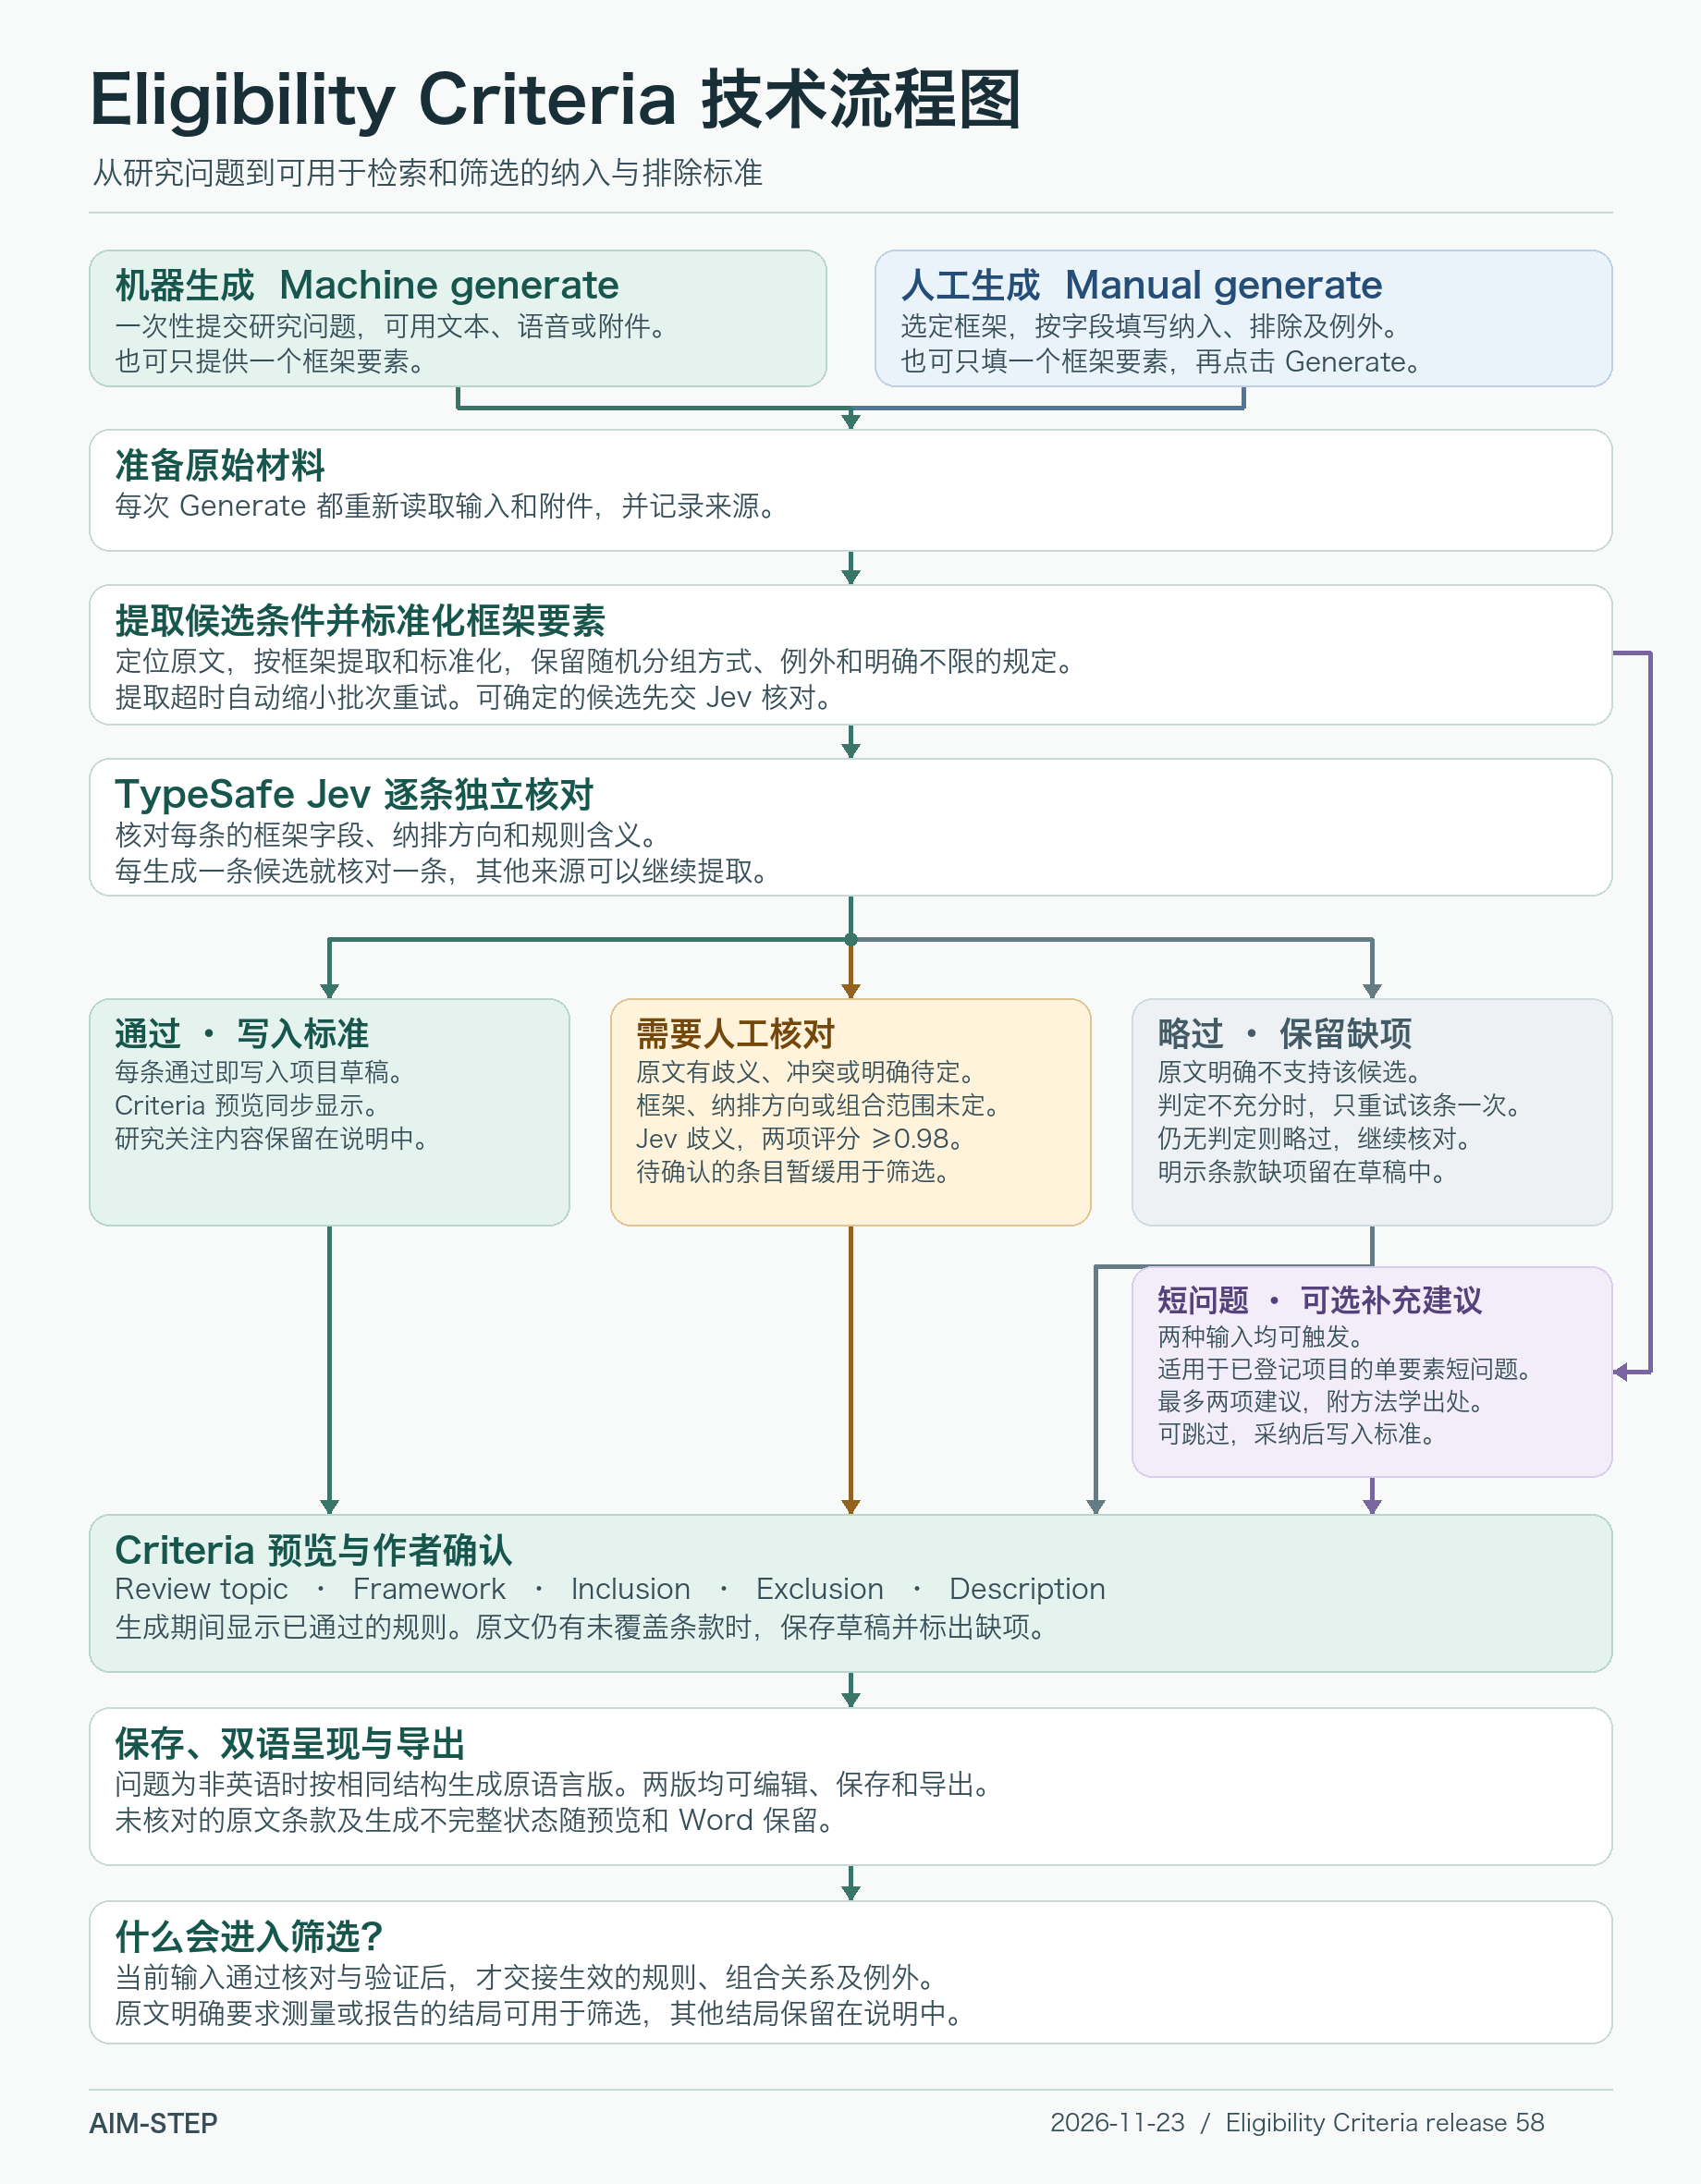 Eligibility Criteria 技术流程图
从研究问题到可用于检索和筛选的纳入与排除标准
机器生成 Machine generate
一次性提交研究问题，可用文本、语音或附件。
也可只提供一个框架要素。
人工生成 Manual generate
选定框架，按字段填写纳入、排除及例外。
也可只填一个框架要素，再点击 Generate。
准备原始材料
每次 Generate 都重新读取输入和附件，并记录来源。
提取候选条件并标准化框架要素
定位原文，按框架提取和标准化，保留随机分组方式、例外和明确不限的规定。
提取超时自动缩小批次重试。可确定的候选先交 Jev 核对。
TypeSafe Jev 逐条独立核对
核对每条的框架字段、纳排方向和规则含义。
每生成一条候选就核对一条，其他来源可以继续提取。
通过 · 写入标准
每条通过即写入项目草稿。
Criteria 预览同步显示。
研究关注内容保留在说明中。
需要人工核对
原文有歧义、冲突或明确待定。
框架、纳排方向或组合范围未定。
Jev 歧义，两项评分 ≥0.98。
待确认的条目暂缓用于筛选。
略过 · 保留缺项
原文明确不支持该候选。
判定不充分时，只重试该条一次。
仍无判定则略过，继续核对。
明示条款缺项留在草稿中。
短问题 · 可选补充建议
两种输入均可触发。
适用于已登记项目的单要素短问题。
最多两项建议，附方法学出处。
可跳过，采纳后写入标准。
Criteria 预览与作者确认
Review topic · Framework · Inclusion · Exclusion · Description
生成期间显示已通过的规则。原文仍有未覆盖条款时，保存草稿并标出缺项。
保存、双语呈现与导出
问题为非英语时按相同结构生成原语言版。两版均可编辑、保存和导出。
未核对的原文条款及生成不完整状态随预览和 Word 保留。
什么会进入筛选？
当前输入通过核对与验证后，才交接生效的规则、组合关系及例外。
原文明确要求测量或报告的结局可用于筛选，其他结局保留在说明中。
AIM-STEP
2026-11-23 / Eligibility Criteria release 58